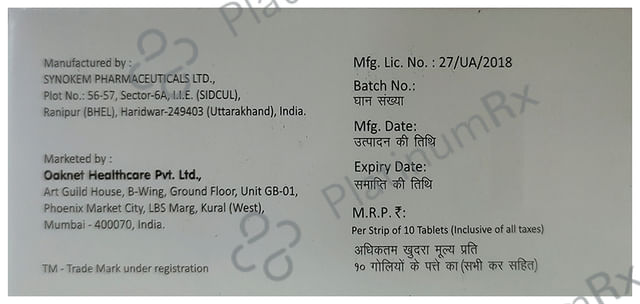 Manufactured by :
SYNOKEM PHARMACEUTICALS LTD.,
Plot No.: 56-57, Sector-6A, I.I.E. (SIDCUL),
Ranipur (BHEL), Haridwar-249403 (Uttarakhand), India.
Marketed by :
Oaknet Healthcare Pvt. Ltd.,
Art Guild House, B-Wing, Ground Floor, Unit GB-01,
Phoenix Market City, LBS Marg, Kural (West),
Mumbai - 400070, India.
TM - Trade Mark under registration
Mfg. Lic. No. : 27/UA/2018
Batch No.:
घान संख्या
Mfg. Date:
उत्पादन की तिथि
Expiry Date:
समाप्ति की तिथि
M.R.P. ₹:
Per Strip of 10 Tablets (Inclusive of all taxes)
अधिकतम खुदरा मूल्य प्रति
१० गोलियों के पत्ते का (सभी कर सहित)
PlatinumRx
PlatinumRx